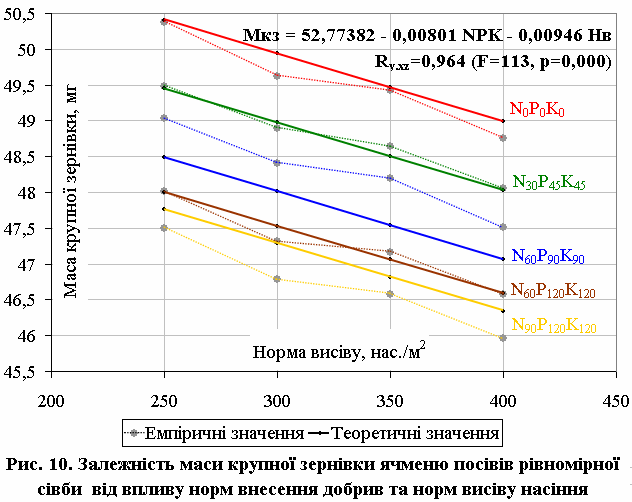 Мкз = 52,77382 - 0,00801 NPK - 0,00946 Нв
Rу.xz=0,964 (F=113, p=0,000)
50,5
50
49,5
49
48,5
48
47,5
47
46,5
46
45,5
Маса крупної зернівки, мг
N0P0K0
N30P45K45
N60P90K90
N60P120K120
N90P120K120
Норма висіву, нас./м2
200
250
300
350
400
450
Емпіричні значення
Теоретичні значення
Рис. 10. Залежність маси крупної зернівки ячменю посівів рівномірної
сівби від впливу норм внесення добрив та норм висіву насіння